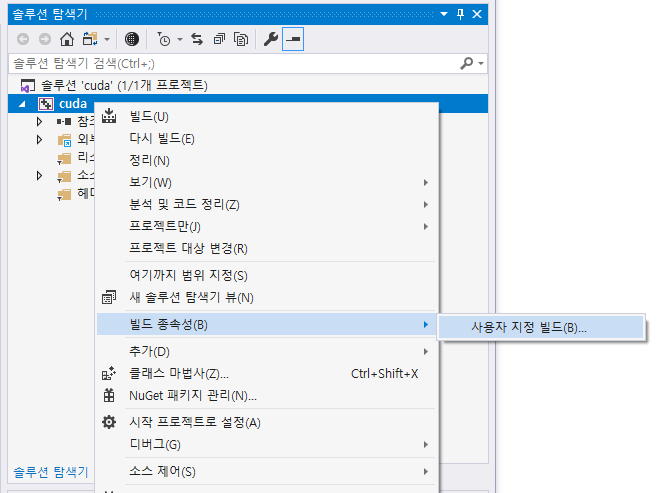 솔루션 탐색기
솔루션 탐색기 검색(Ctrl+;)
솔루션 'cuda' (1/1개 프로젝트)
cuda
참조
외부
리소
소스
헤더
빌드(U)
다시 빌드(E)
정리(N)
보기(W)
분석 및 코드 정리(Z)
프로젝트만(J)
프로젝트 대상 변경(R)
여기까지 범위 지정(S)
새 솔루션 탐색기 뷰(N)
빌드 종속성(B)
사용자 지정 빌드(B)...
추가(D)
클래스 마법사(Z)... Ctrl+Shift+X
NuGet 패키지 관리(N)...
시작 프로젝트로 설정(A)
디버그(G)
소스 제어(S)
솔루션 탐색기